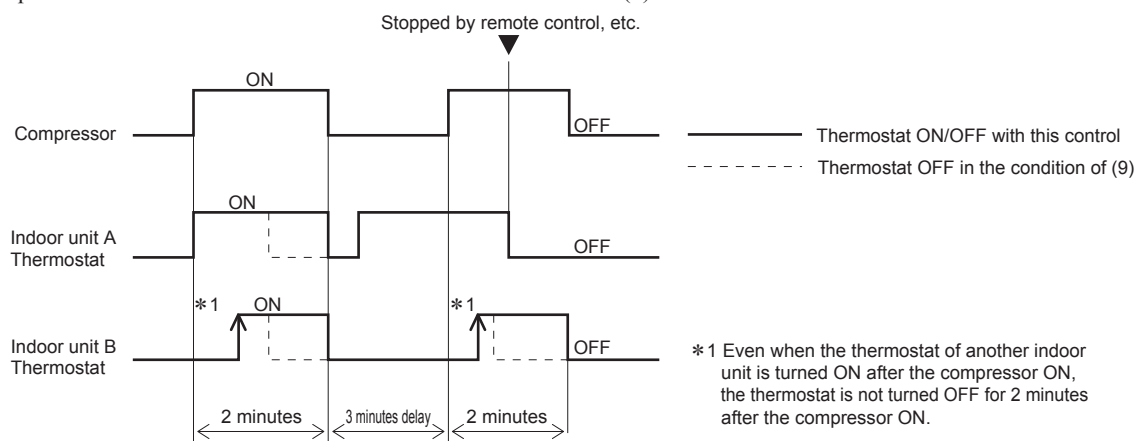 Stopped by remote control, etc.
ON
Compressor
OFF
Thermostat ON/OFF with this control
Thermostat OFF in the condition of (9)
ON
Indoor unit A
Thermostat
OFF
*1 ON *1
Indoor unit B
Thermostat
OFF
*1 Even when the thermostat of another indoor
unit is turned ON after the compressor ON,
the thermostat is not turned OFF for 2 minutes
after the compressor ON.
2 minutes 3 minutes delay 2 minutes